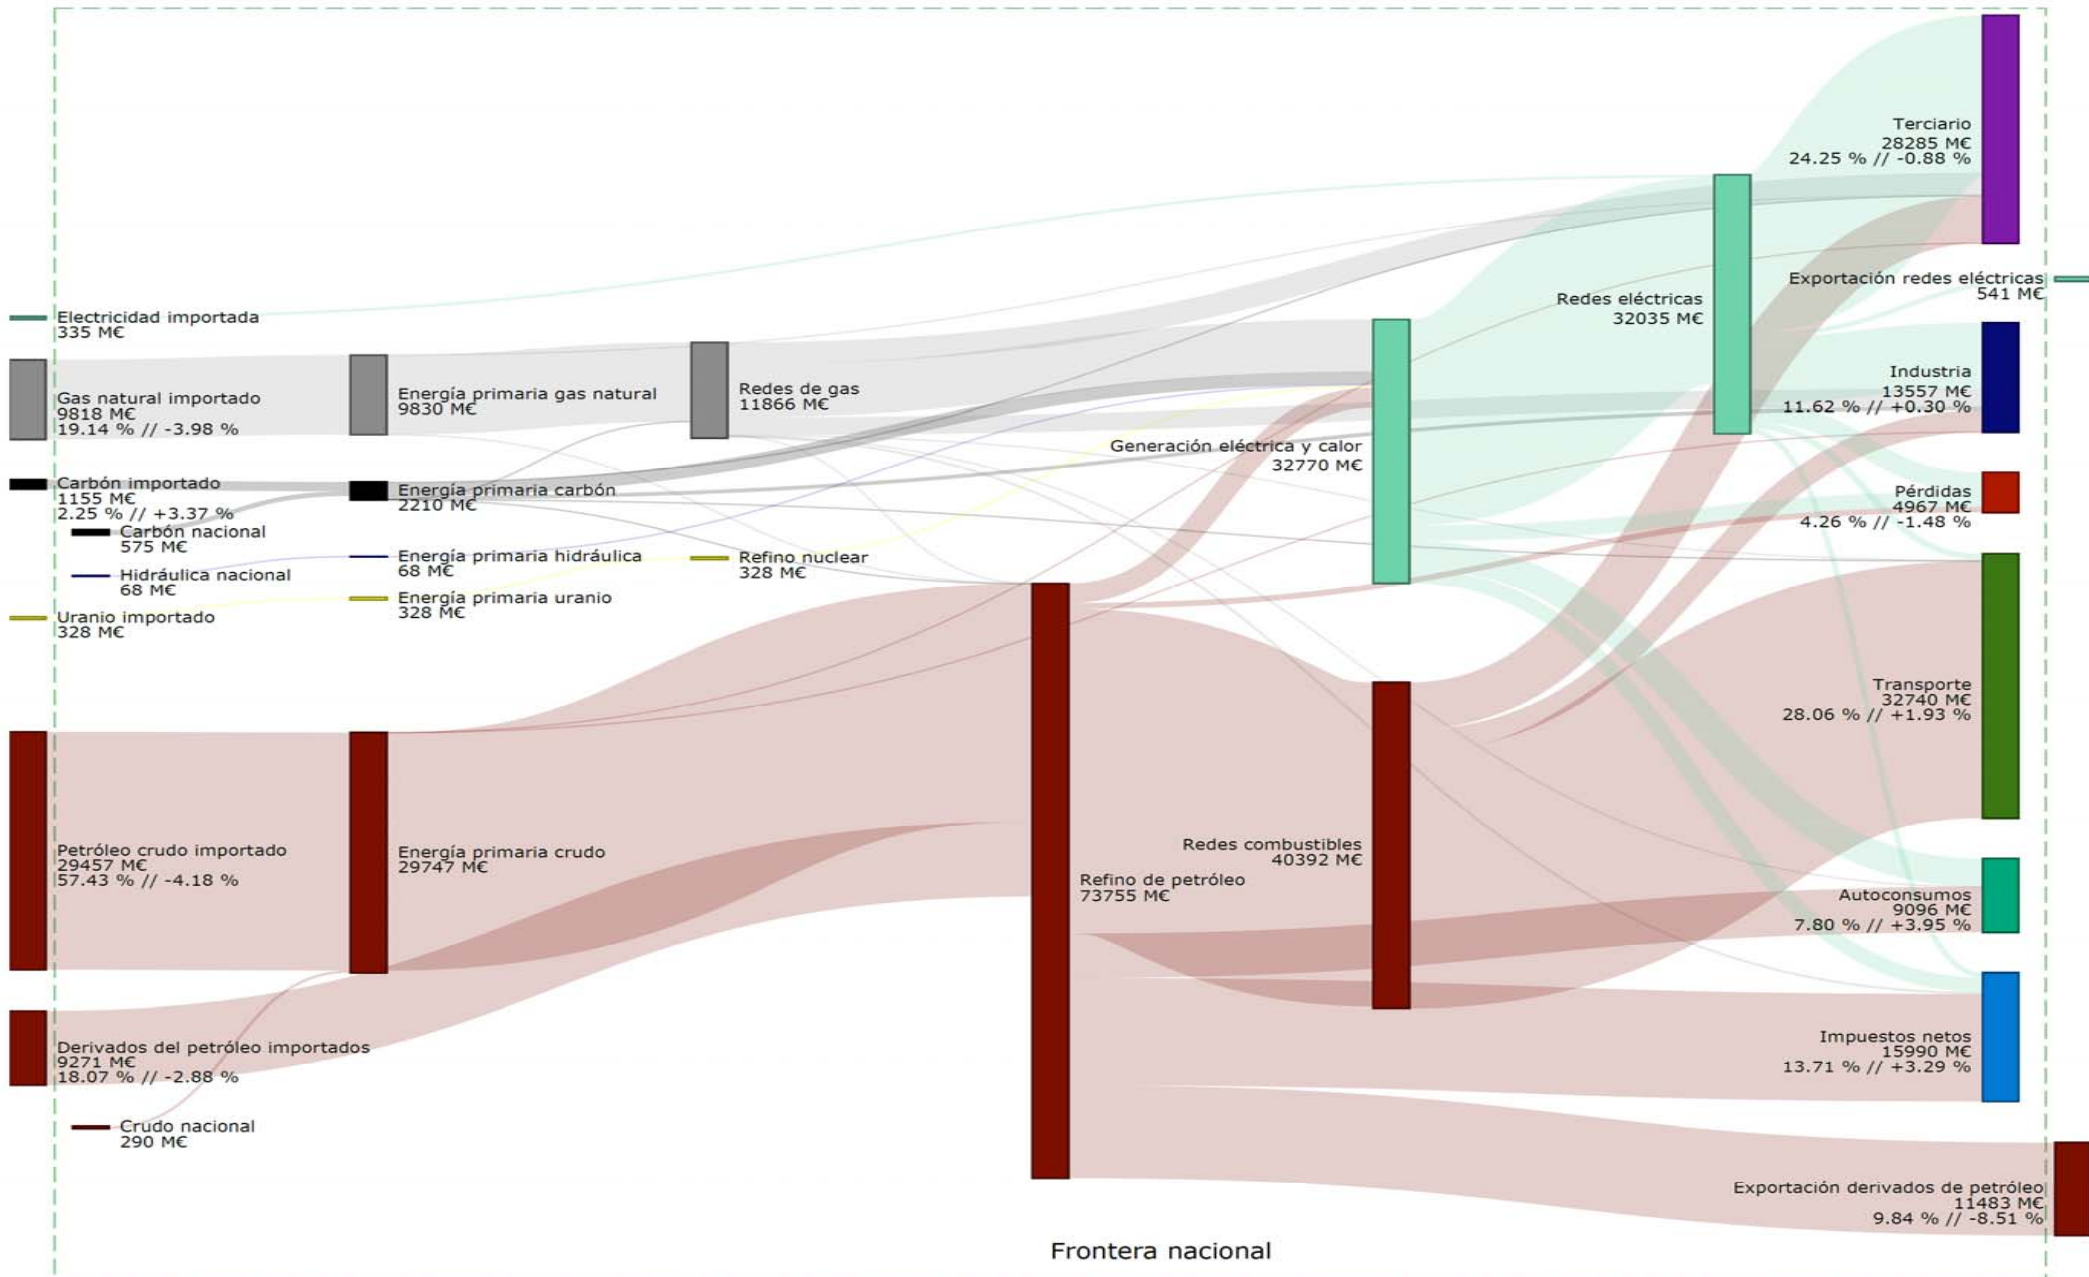 Terciario
28285 M€
24.25 % // -0.88 %
Exportación redes eléctricas
541 M€
Redes eléctricas
32035 M€
Electricidad importada
335 M€
Gas natural importado
9818 M€
19.14 % // -3.98 %
Energía primaria gas natural
9830 M€
Redes de gas
11866 M€
Industria
13557 M€
11.62 % // +0.30 %
Generación eléctrica y calor
32770 M€
Carbón importado
1155 M€
2.25 % // +3.37 %
Energía primaria carbón
2210 M€
Pérdidas
4967 M€
4.26 % // -1.48 %
Carbón nacional
575 M€
Energía primaria hidráulica
68 M€
Refino nuclear
328 M€
Hidráulica nacional
68 M€
Energía primaria uranio
328 M€
Uranio importado
328 M€
Transporte
32740 M€
28.06 % // +1.93 %
Petróleo crudo importado
29457 M€
57.43 % // -4.18 %
Energía primaria crudo
29747 M€
Redes combustibles
40392 M€
Refino de petróleo
73755 M€
Autoconsumos
9096 M€
7.80 % // +3.95 %
Derivados del petróleo importados
9271 M€
18.07 % // -2.88 %
Impuestos netos
15990 M€
13.71 % // +3.29 %
Crudo nacional
290 M€
Exportación derivados de petróleo
11483 M€
9.84 % // -8.51 %
Frontera nacional